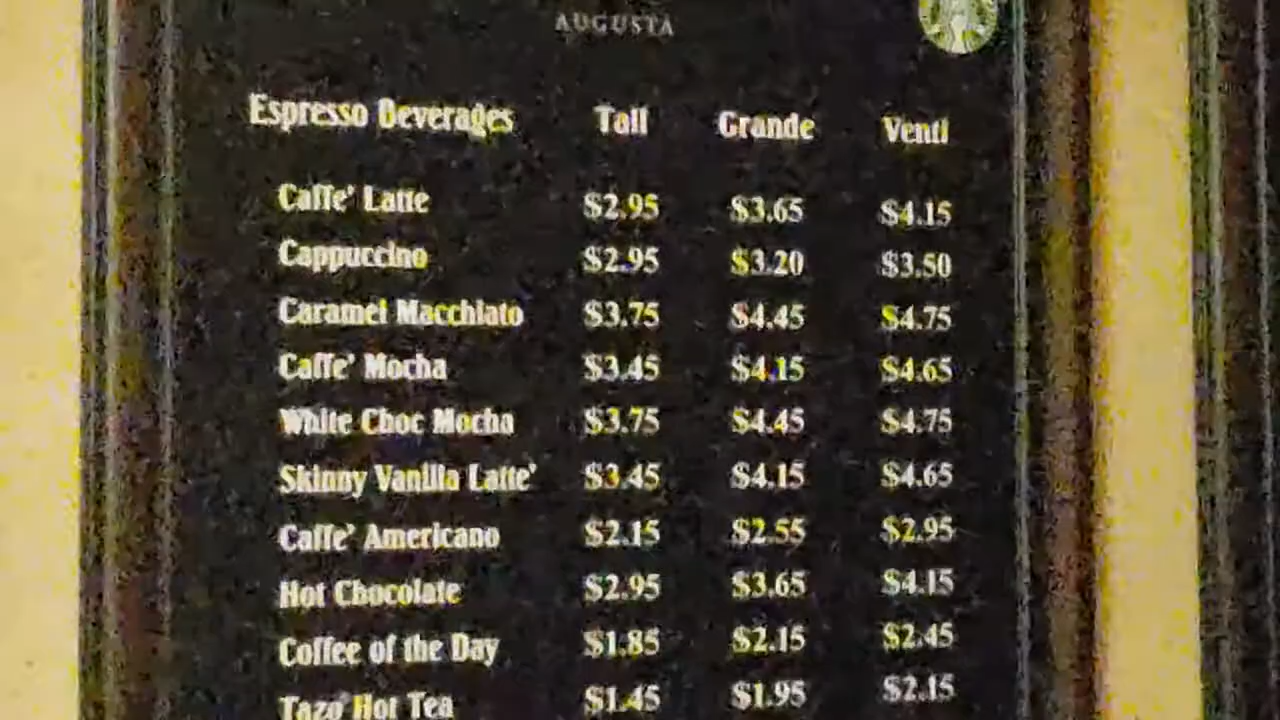 AUGUSTA
Espresso Beverages Tall Grande Venti
Caffe' Latte $2.95 $3.65 $4.15
Cappuccino $2.95 $3.20 $3.50
Caramel Macchiato $3.75 $4.45 $4.75
Caffe' Mocha $3.45 $4.15 $4.65
White Choc Mocha $3.75 $4.45 $4.75
Skinny Vanilla Latte' $3.45 $4.15 $4.65
Caffe' Americano $2.15 $2.55 $2.95
Hot Chocolate $2.95 $3.65 $4.15
Coffee of the Day $1.85 $2.15 $2.45
Tazo Hot Tea $1.45 $1.95 $2.15